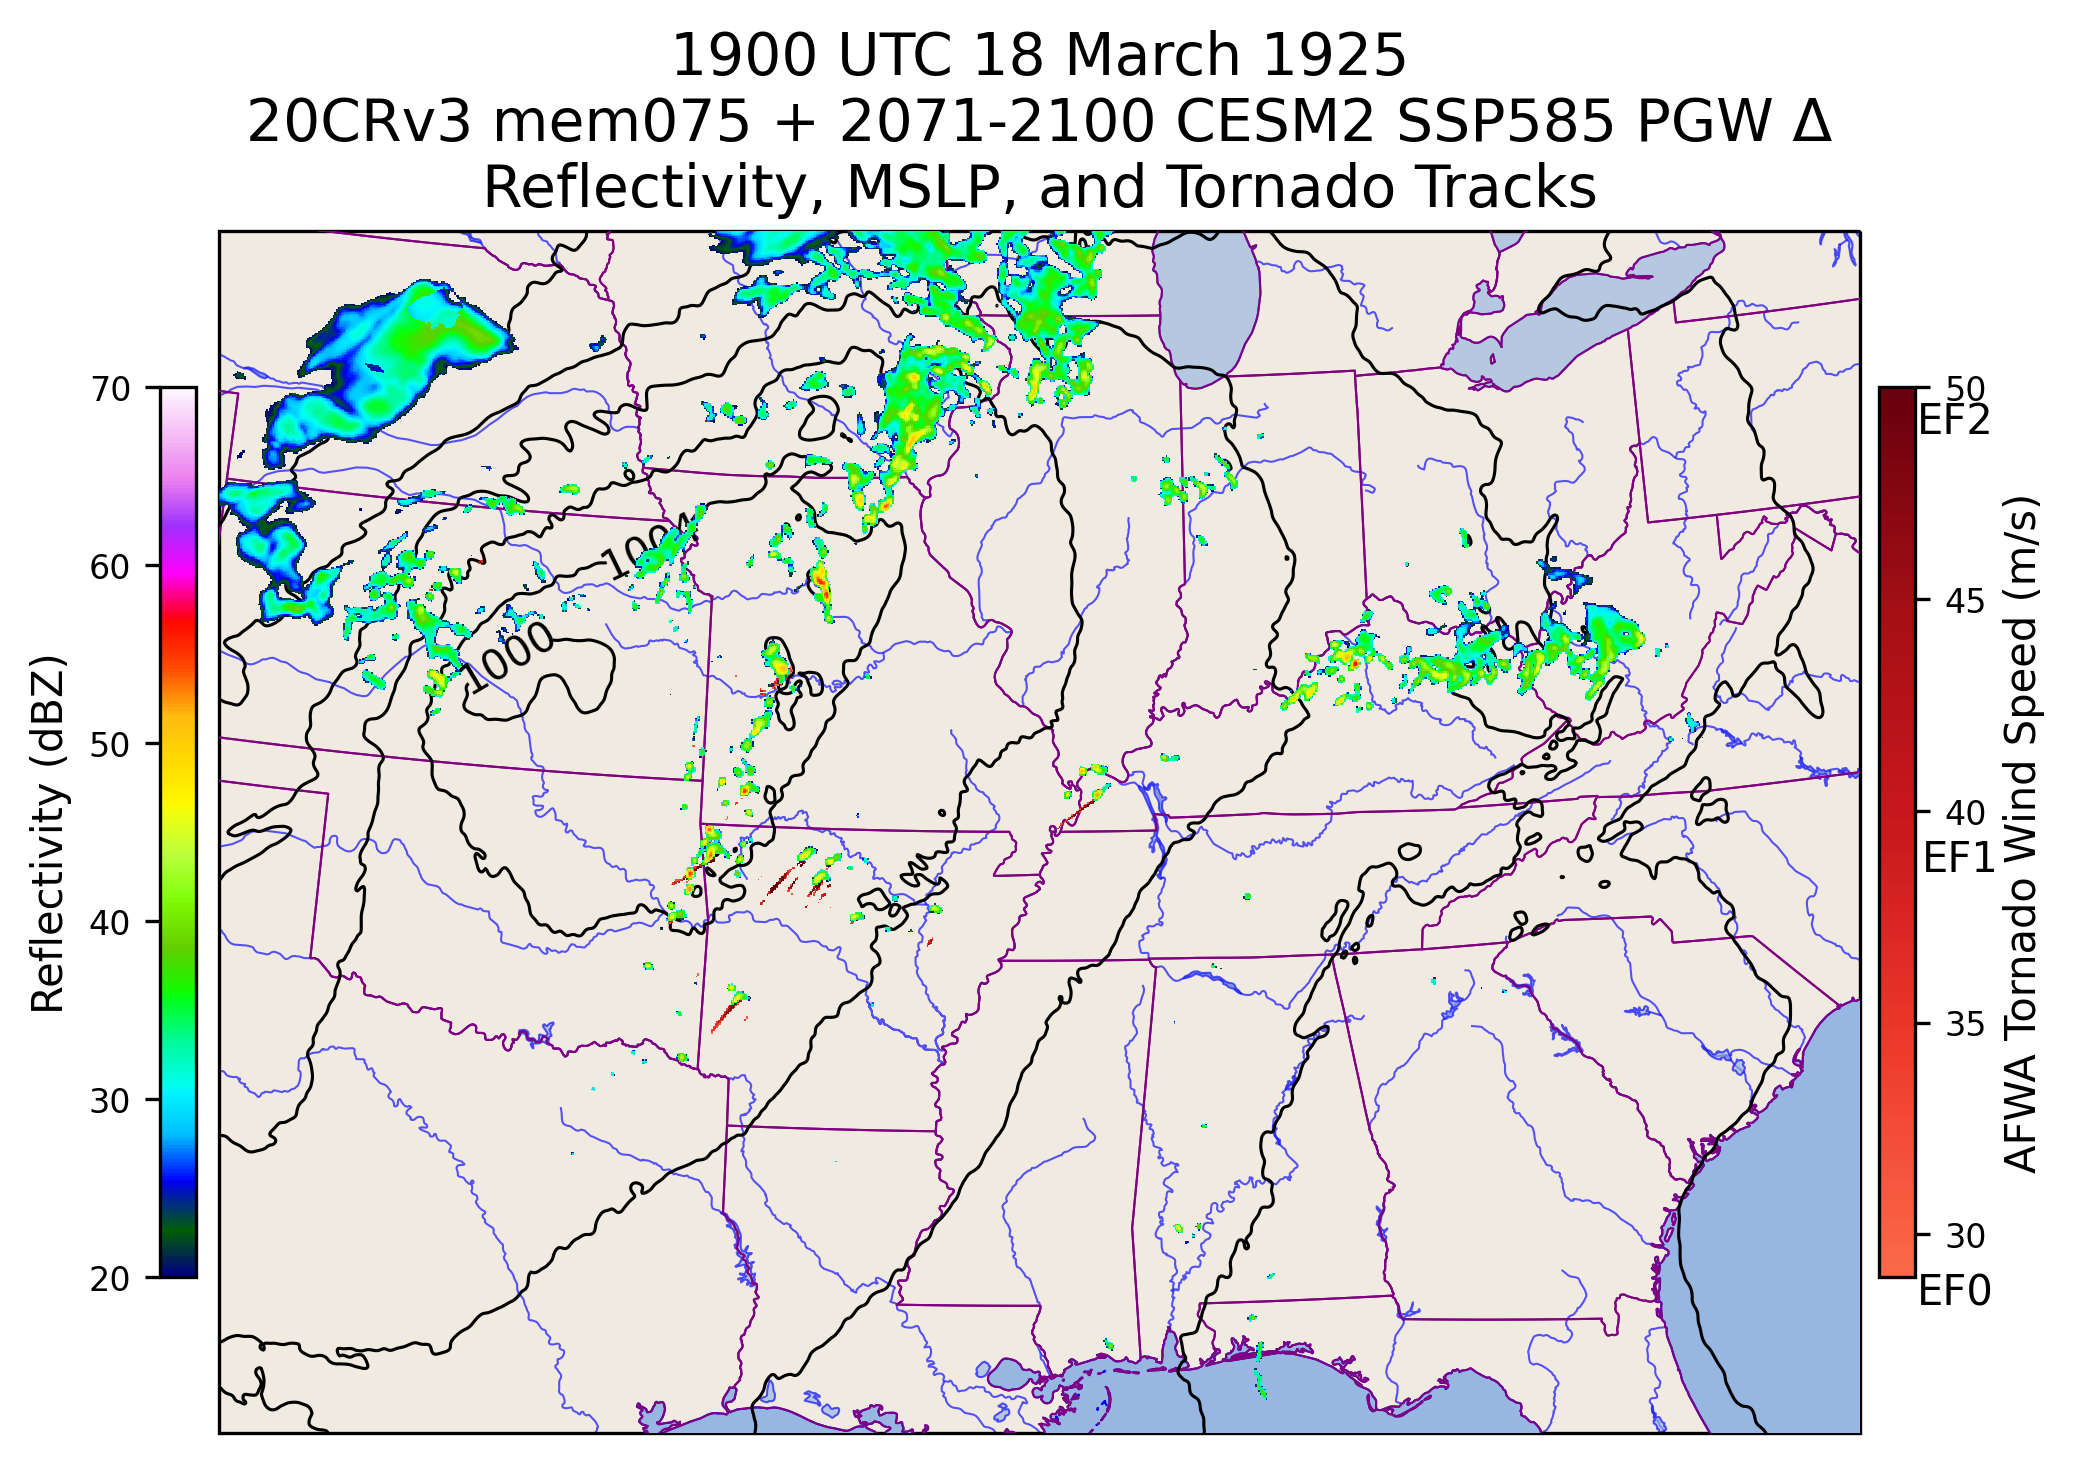 1900 UTC 18 March 1925
20CRv3 mem075 + 2071-2100 CESM2 SSP585 PGW Δ
Reflectivity, MSLP, and Tornado Tracks
Reflectivity (dBZ)
70
60
50
40
30
20
1004
1000
50
EF2
45
40
EF1
35
30
EF0
AFWA Tornado Wind Speed (m/s)